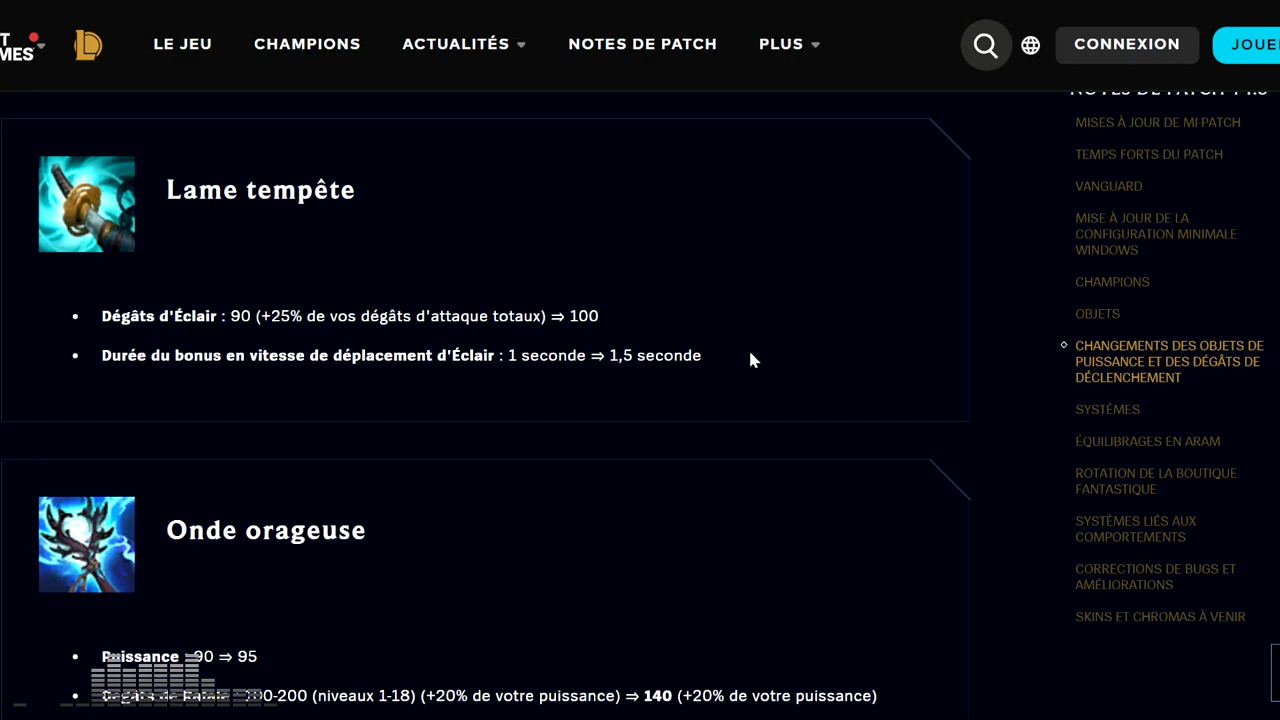 LE JEU
CHAMPIONS
ACTUALITÉS
NOTES DE PATCH
PLUS
CONNEXION
Lame tempête
• Dégâts d'Éclair : 90 (+25% de vos dégâts d'attaque totaux) ⇒ 100
• Durée du bonus en vitesse de déplacement d'Éclair : 1 seconde ⇒ 1,5 seconde
Onde orageuse
• Puissance : 90 ⇒ 95
(niveaux 1-18) (+20% de votre puissance) ⇒ 140 (+20% de votre puissance)
MISES À JOUR DE MI-PATCH
TEMPS FORTS DU PATCH
VANGUARD
MISE À JOUR DE LA
CONFIGURATION MINIMALE
WINDOWS
CHAMPIONS
OBJETS
CHANGEMENTS DES OBJETS DE
PUISSANCE ET DES DÉGÂTS DE
DÉCLENCHEMENT
SYSTÈMES
ÉQUILIBRAGES EN ARAM
ROTATION DE LA BOUTIQUE
FANTASTIQUE
SYSTÈMES LIÉS AUX
COMPORTEMENTS
CORRECTIONS DE BUGS ET
AMÉLIORATIONS
SKINS ET CHROMAS À VENIR